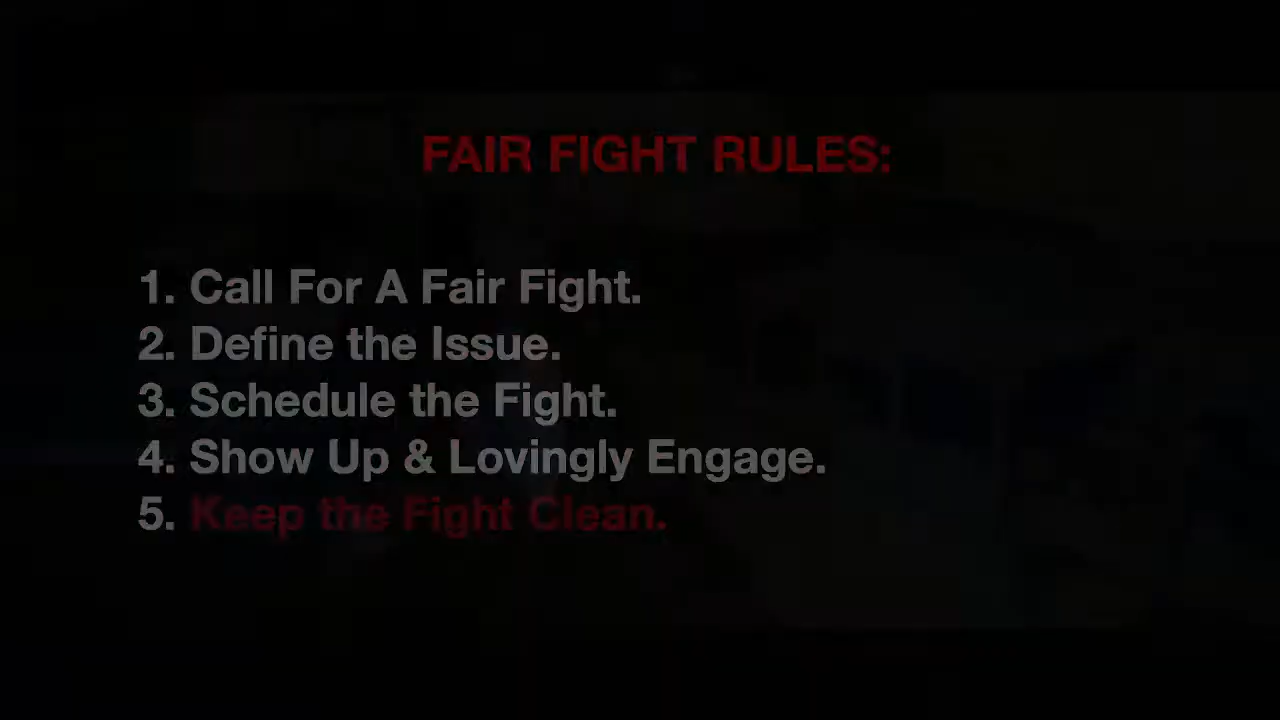 FAIR FIGHT RULES:
1. Call For A Fair Fight.
2. Define the Issue.
3. Schedule the Fight.
4. Show Up & Lovingly Engage.
5. Keep the Fight Clean.